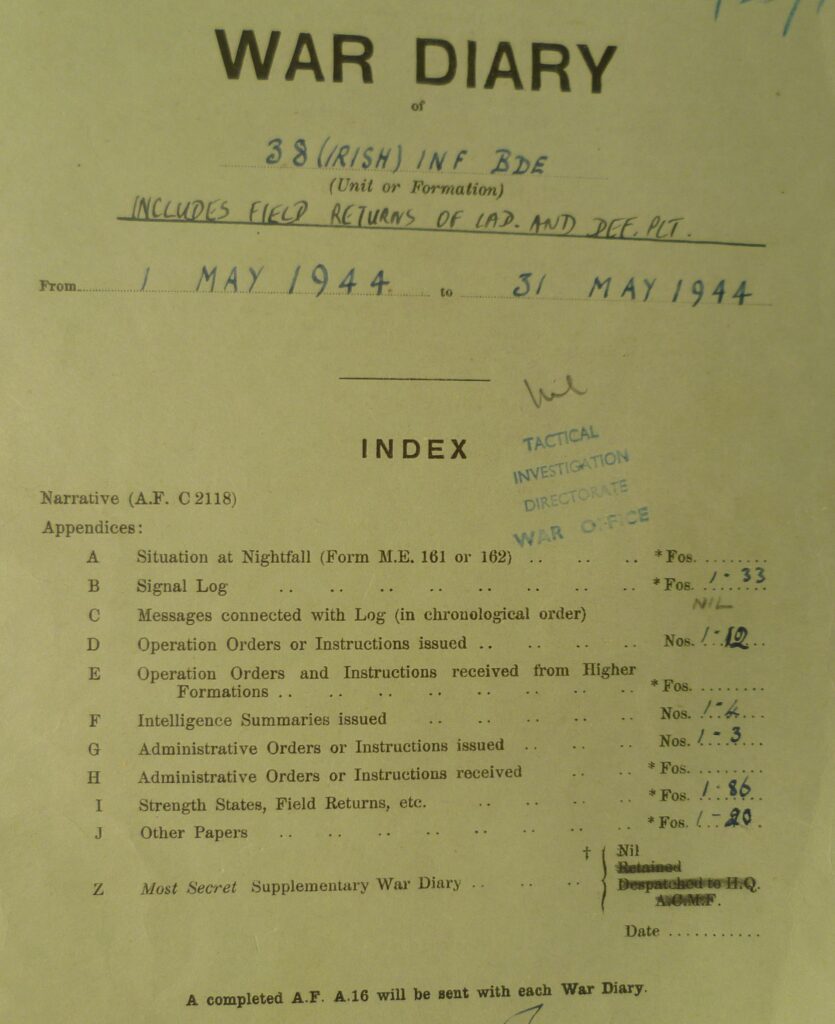 WAR DIARY
of
38 (IRISH) INF BDE
(Unit or Formation)
INCLUDES FIELD RETURNS OF LAD. AND DEF. PLT.
From 1 MAY 1944 to 31 MAY 1944
Nil
INDEX
TACTICAL
INVESTIGATION
DIRECTORATE
WAR OFFICE
Narrative (A.F. C 2118)
Appendices:
A Situation at Nightfall (Form M.E. 161 or 162) .. .. .. *Fos. ........
B Signal Log .. .. .. .. .. .. .. .. *Fos. 1-33
C Messages connected with Log (in chronological order) NIL
D Operation Orders or Instructions issued .. .. .. .. .. Nos. 1-12
E Operation Orders and Instructions received from Higher
Formations .. .. .. .. .. .. .. .. *Fos. ........
F Intelligence Summaries issued .. .. .. .. .. Nos. 1-
G Administrative Orders or Instructions issued .. .. .. Nos. 1-3
H Administrative Orders or Instructions received .. .. *Fos. ........
I Strength States, Field Returns, etc. .. .. .. .. *Fos. 1-86
J Other Papers .. .. .. .. .. .. .. .. *Fos. 1-20
Z Most Secret Supplementary War Diary .. .. .. † { Nil
Retained
Despatched to H.Q.
A.C.M.F.
Date ...........
A completed A.F. A.16 will be sent with each War Diary.